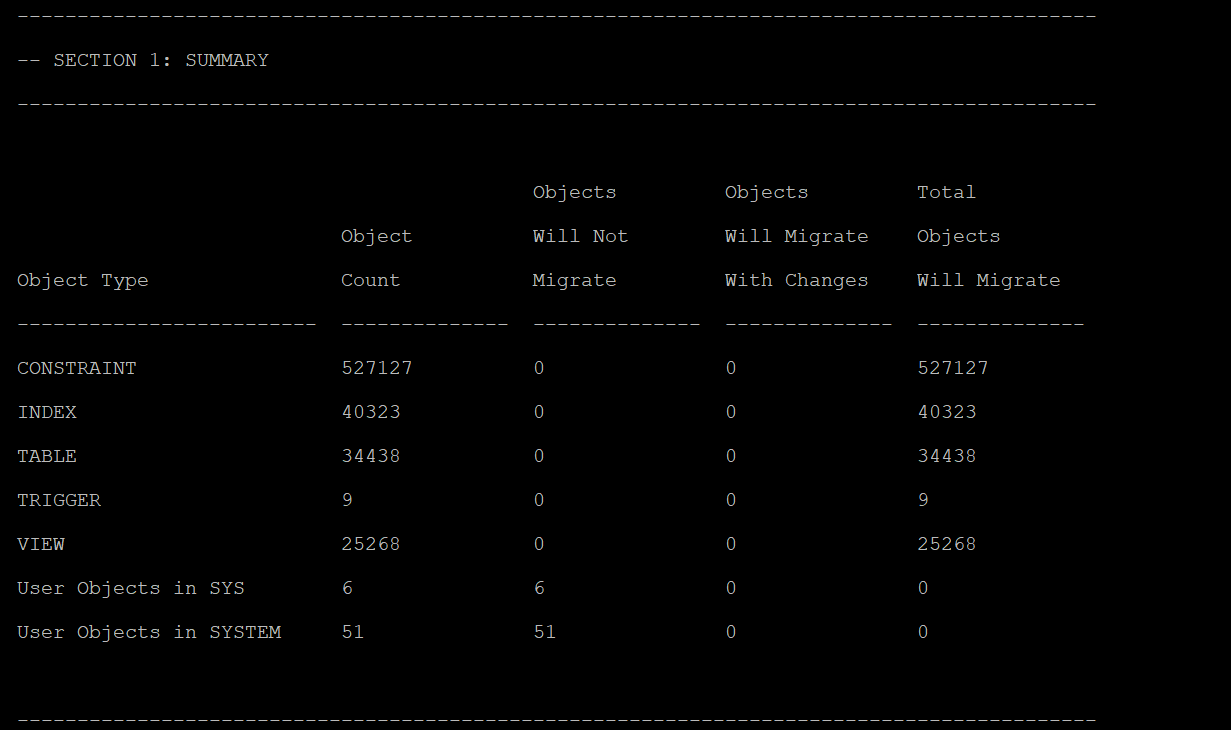 ------------------------------------------------------------------------------------------
-- SECTION 1: SUMMARY
------------------------------------------------------------------------------------------
                                           Objects         Objects         Total
                           Object          Will Not        Will Migrate    Objects
Object Type                Count           Migrate         With Changes    Will Migrate
-------------------------  --------------  --------------  --------------  --------------
CONSTRAINT                 527127          0               0               527127
INDEX                      40323           0               0               40323
TABLE                      34438           0               0               34438
TRIGGER                    9               0               0               9
VIEW                       25268           0               0               25268
User Objects in SYS        6               6               0               0
User Objects in SYSTEM     51              51              0               0
------------------------------------------------------------------------------------------